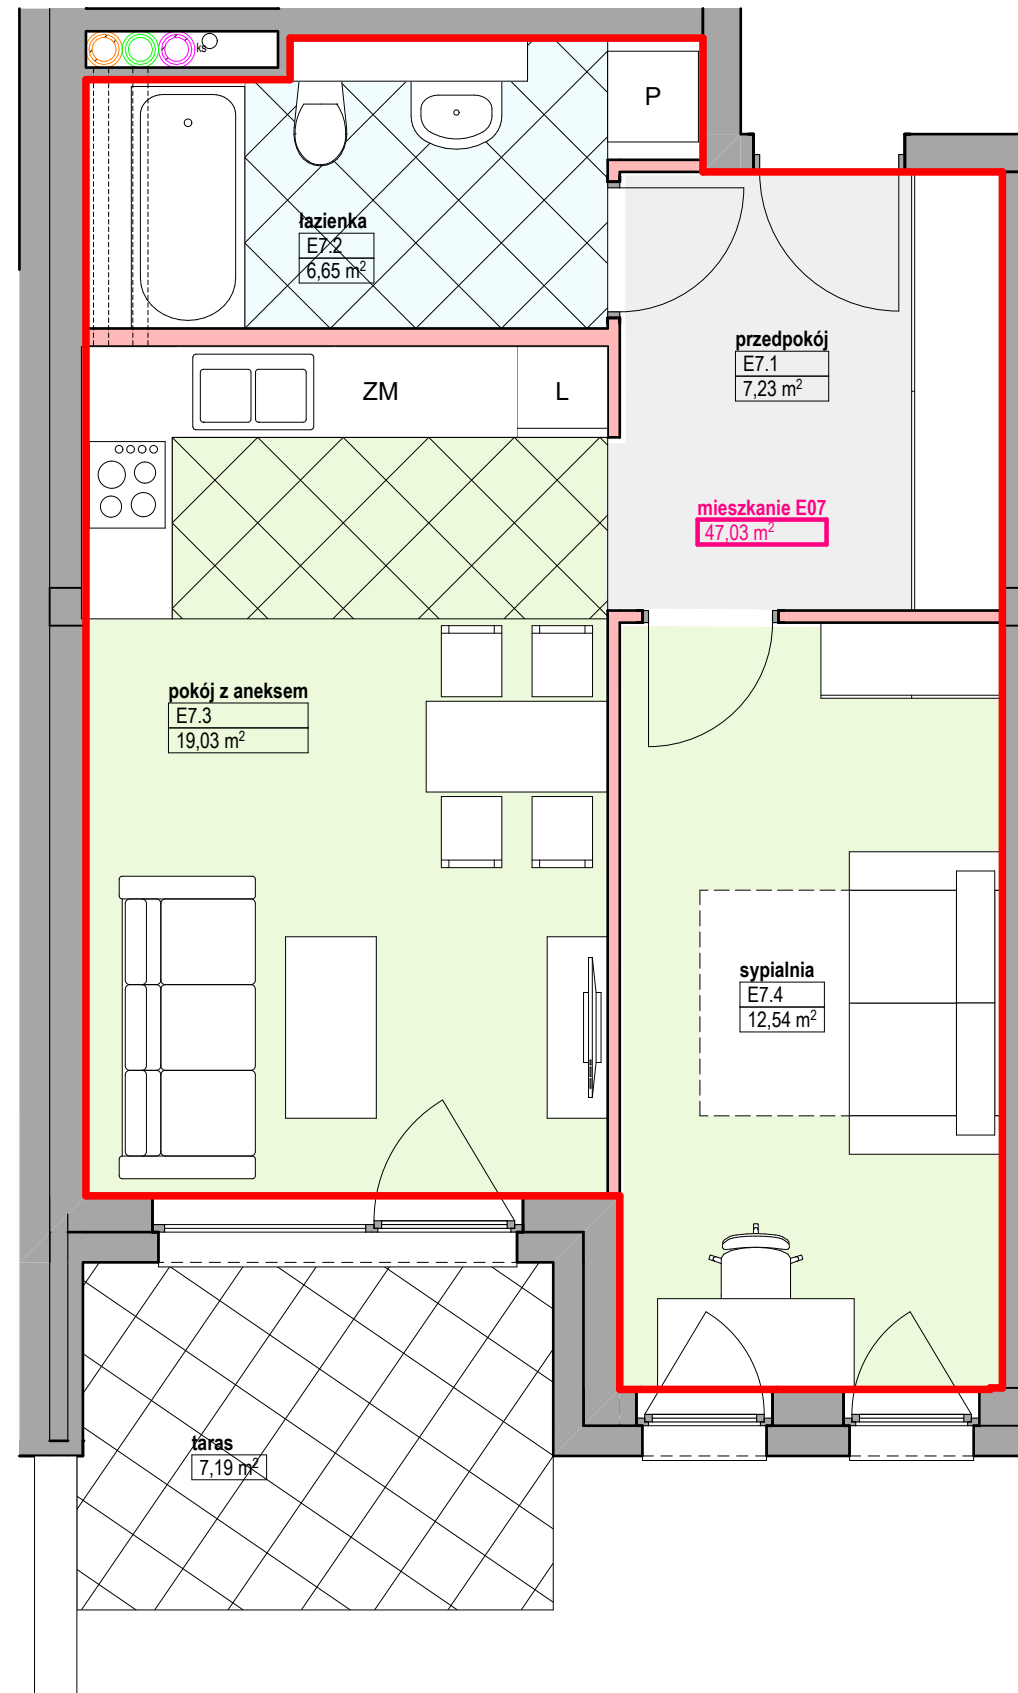 ks
P
łazienka
E7.2
6,65 m²
przedpokój
E7.1
7,23 m²
ZM
L
mieszkanie E07
47,03 m²
pokój z aneksem
E7.3
19,03 m²
sypialnia
E7.4
12,54 m²
taras
7,19 m²